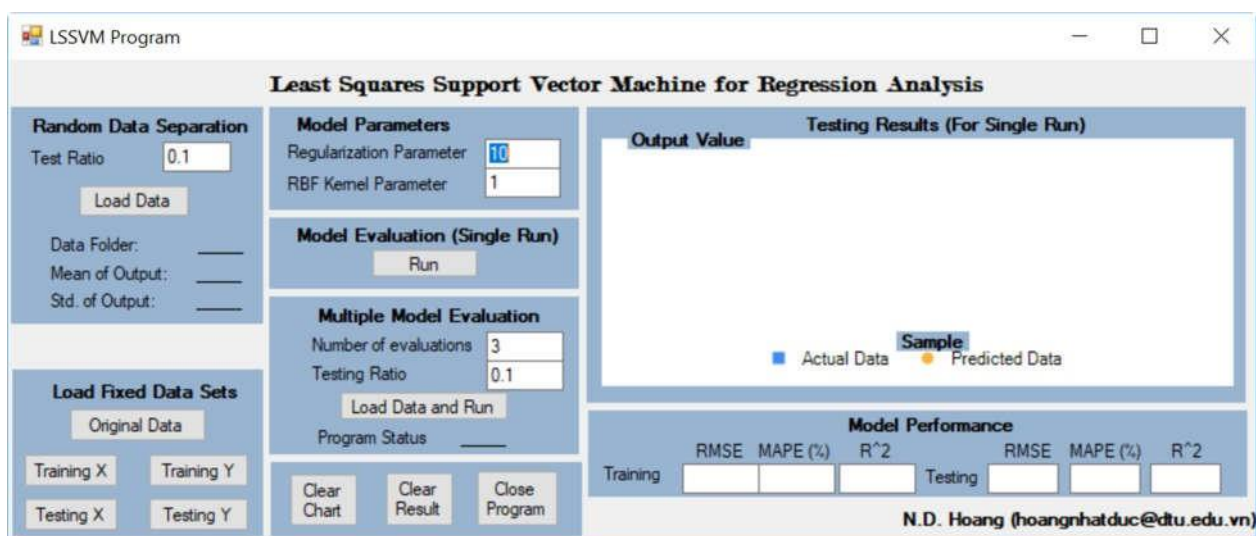 LSSVM Program
Least Squares Support Vector Machine for Regression Analysis
Random Data Separation
Test Ratio 0.1
Load Data
Data Folder:
Mean of Output:
Std. of Output:
Load Fixed Data Sets
Original Data
Training X Training Y
Testing X Testing Y
Model Parameters
Regularization Parameter 10
RBF Kernel Parameter 1
Model Evaluation (Single Run)
Run
Multiple Model Evaluation
Number of evaluations 3
Testing Ratio 0.1
Load Data and Run
Program Status
Clear Chart
Clear Result
Close Program
Testing Results (For Single Run)
Output Value
Sample
Actual Data Predicted Data
Model Performance
RMSE MAPE (%) R^2 RMSE MAPE (%) R^2
Training Testing
N.D. Hoang (hoangnhatduc@dtu.edu.vn)